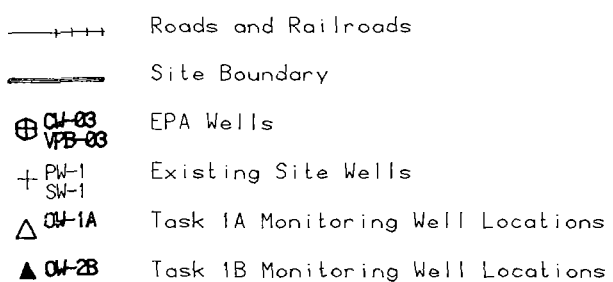 Roads and Railroads
Site Boundary
CW-03 EPA Wells
VPB-03
PW-1 Existing Site Wells
SW-1
OW-1A Task 1A Monitoring Well Locations
OW-2B Task 1B Monitoring Well Locations